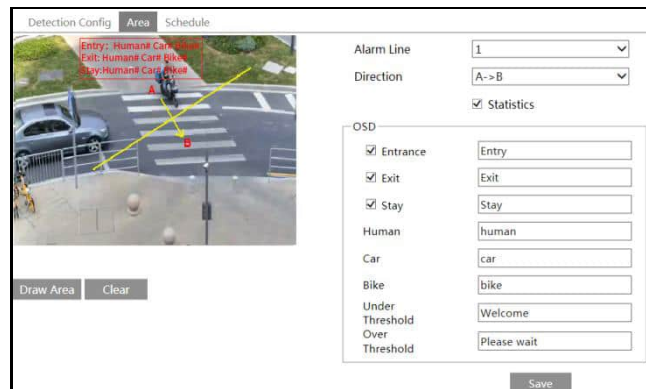 Detection Config Area Schedule
Entry: Human# Car# Bike#
Exit: Human# Car# Bike#
Stay:Human# Car# Bike#
A
B
Draw Area Clear
Alarm Line 1
Direction A->B
Statistics
OSD
Entrance Entry
Exit Exit
Stay Stay
Human human
Car car
Bike bike
Under Threshold Welcome
Over Threshold Please wait
Save